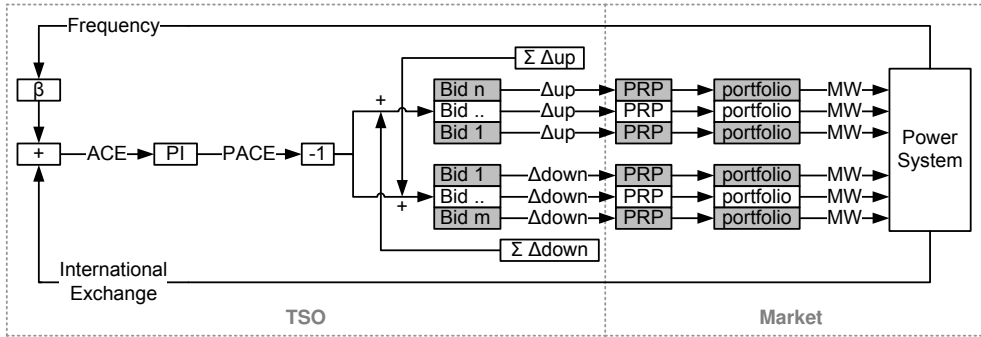 Frequency
Σ Δup
β
+
Bid n Δup PRP portfolio MW
Bid .. Δup PRP portfolio MW
Bid 1 Δup PRP portfolio MW
+ ACE PI PACE -1
Power
System
Bid 1 Δdown PRP portfolio MW
Bid .. Δdown PRP portfolio MW
+
Bid m Δdown PRP portfolio MW
Σ Δdown
International
Exchange
TSO Market